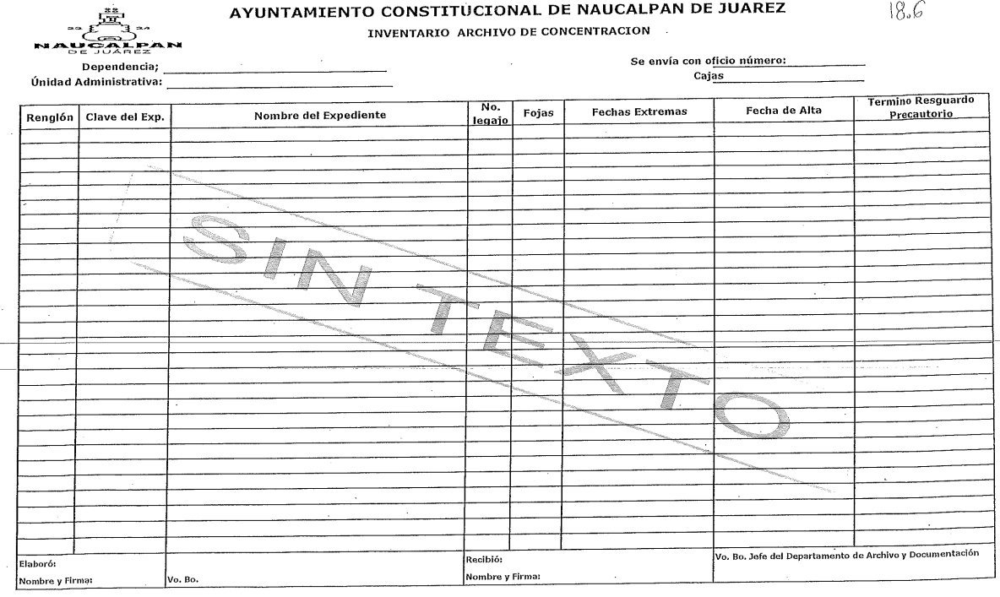 AYUNTAMIENTO CONSTITUCIONAL DE NAUCALPAN DE JUAREZ
18.6
INVENTARIO ARCHIVO DE CONCENTRACION
NAUCALPAN
DE JUÁREZ
Dependencia;
Se envía con oficio número:
Únidad Administrativa:
Cajas
Renglón Clave del Exp. Nombre del Expediente No. legajo Fojas Fechas Extremas Fecha de Alta Termino Resguardo Precautorio
SIN TEXTO
Elaboró:
Nombre y Firma:
Vo. Bo.
Recibió:
Nombre y Firma:
Vo. Bo. Jefe del Departamento de Archivo y Documentación